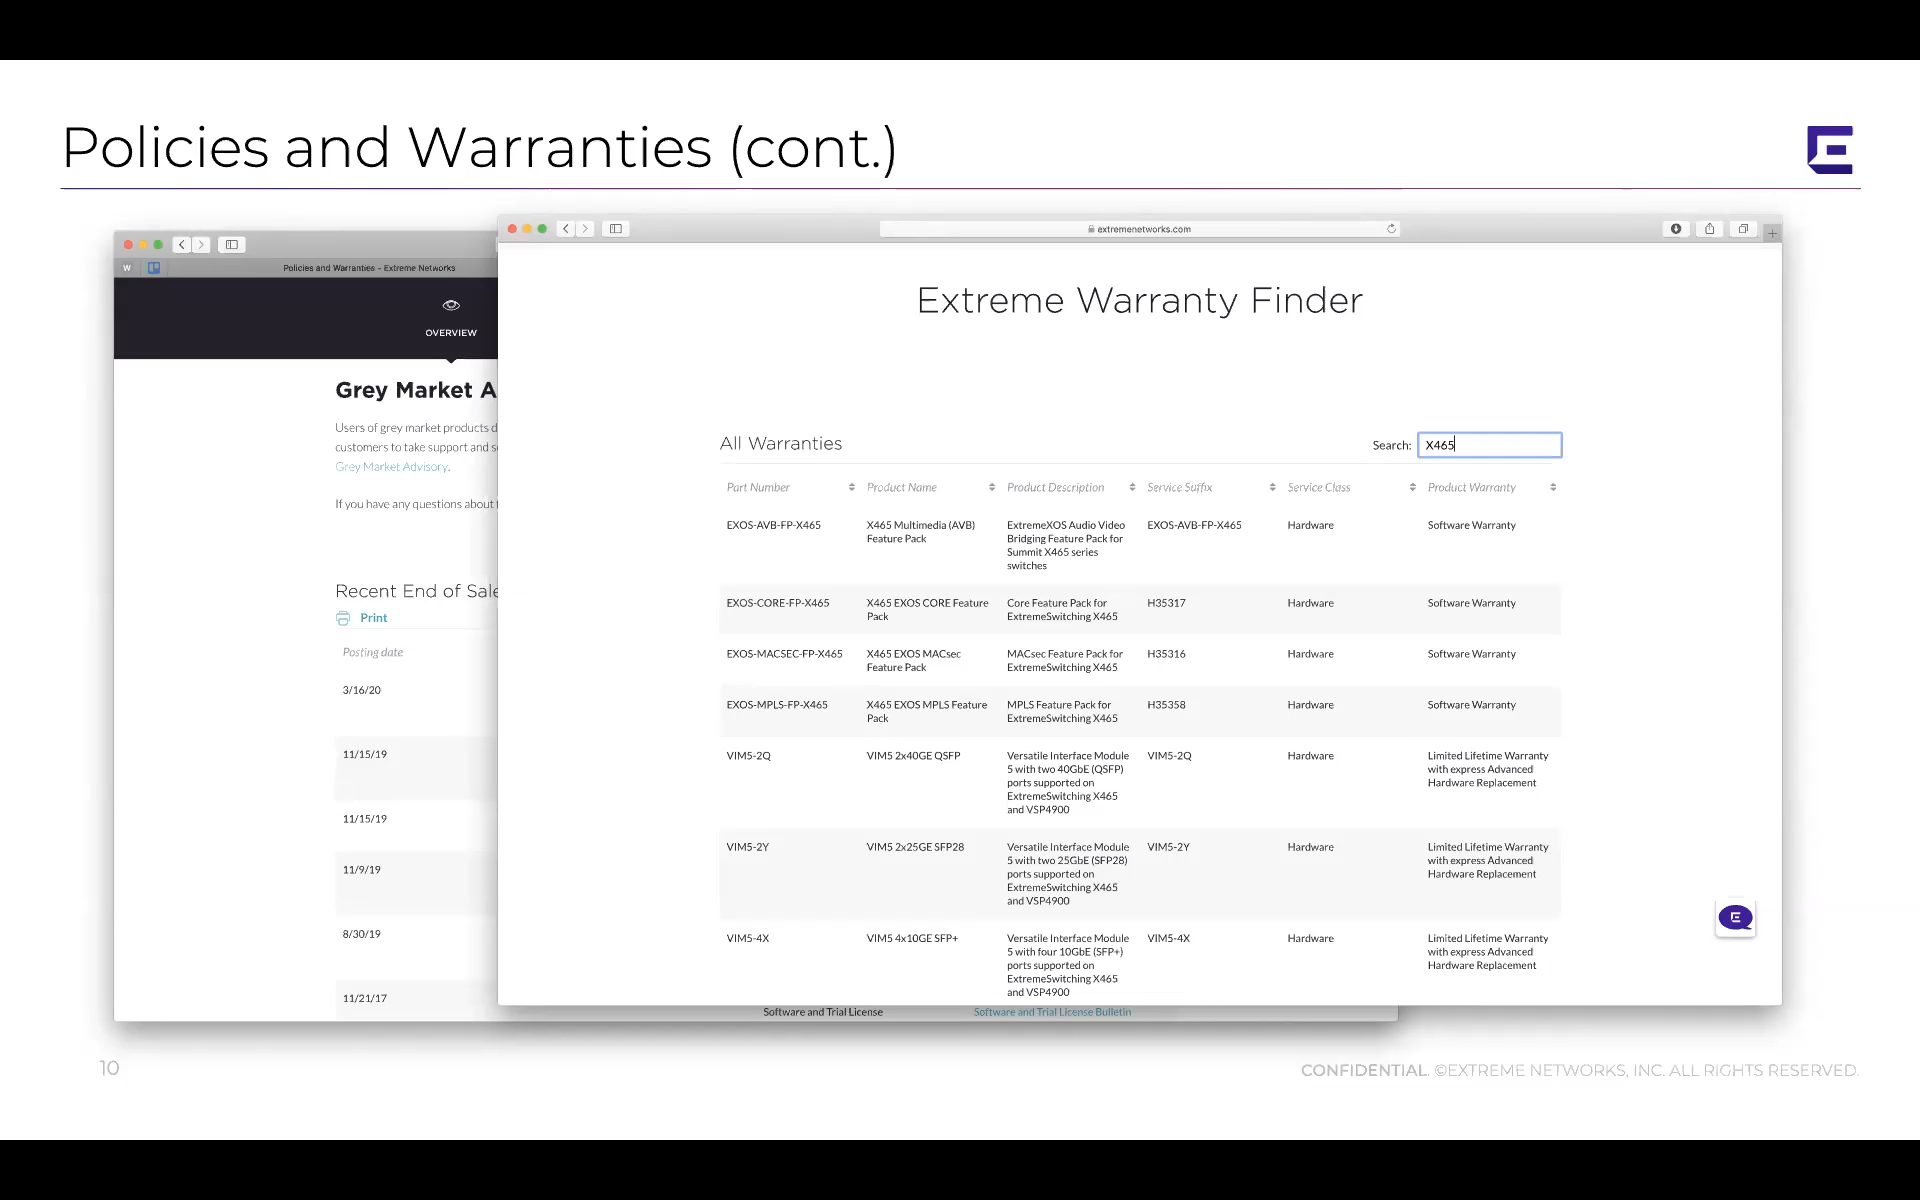 Policies and Warranties (cont.)
extremenetworks.com
W
Policies and Warranties - Extreme Networks
OVERVIEW
Grey Market A
Users of grey market products d
customers to take support and s
Grey Market Advisory.
If you have any questions about
Recent End of Sale
Print
Posting date
3/16/20
11/15/19
11/15/19
11/9/19
8/30/19
11/21/17
Extreme Warranty Finder
All Warranties
Search: X465
Part Number Product Name Product Description Service Suffix Service Class Product Warranty
EXOS-AVB-FP-X465 X465 Multimedia (AVB) ExtremeXOS Audio Video EXOS-AVB-FP-X465 Hardware Software Warranty
Feature Pack Bridging Feature Pack for
Summit X465 series
switches
EXOS-CORE-FP-X465 X465 EXOS CORE Feature Core Feature Pack for H35317 Hardware Software Warranty
Pack ExtremeSwitching X465
EXOS-MACSEC-FP-X465 X465 EXOS MACsec MACsec Feature Pack for H35316 Hardware Software Warranty
Feature Pack ExtremeSwitching X465
EXOS-MPLS-FP-X465 X465 EXOS MPLS Feature MPLS Feature Pack for H35358 Hardware Software Warranty
Pack ExtremeSwitching X465
VIM5-2Q VIM5 2x40GE QSFP Versatile Interface Module VIM5-2Q Hardware Limited Lifetime Warranty
5 with two 40GbE (QSFP) with express Advanced
ports supported on Hardware Replacement
ExtremeSwitching X465
and VSP4900
VIM5-2Y VIM5 2x25GE SFP28 Versatile Interface Module VIM5-2Y Hardware Limited Lifetime Warranty
5 with two 25GbE (SFP28) with express Advanced
ports supported on Hardware Replacement
ExtremeSwitching X465
and VSP4900
VIM5-4X VIM5 4x10GE SFP+ Versatile Interface Module VIM5-4X Hardware Limited Lifetime Warranty
5 with four 10GbE (SFP+) with express Advanced
ports supported on Hardware Replacement
ExtremeSwitching X465
and VSP4900
Software and Trial License Software and Trial License Bulletin
10
CONFIDENTIAL. ©EXTREME NETWORKS, INC. ALL RIGHTS RESERVED.